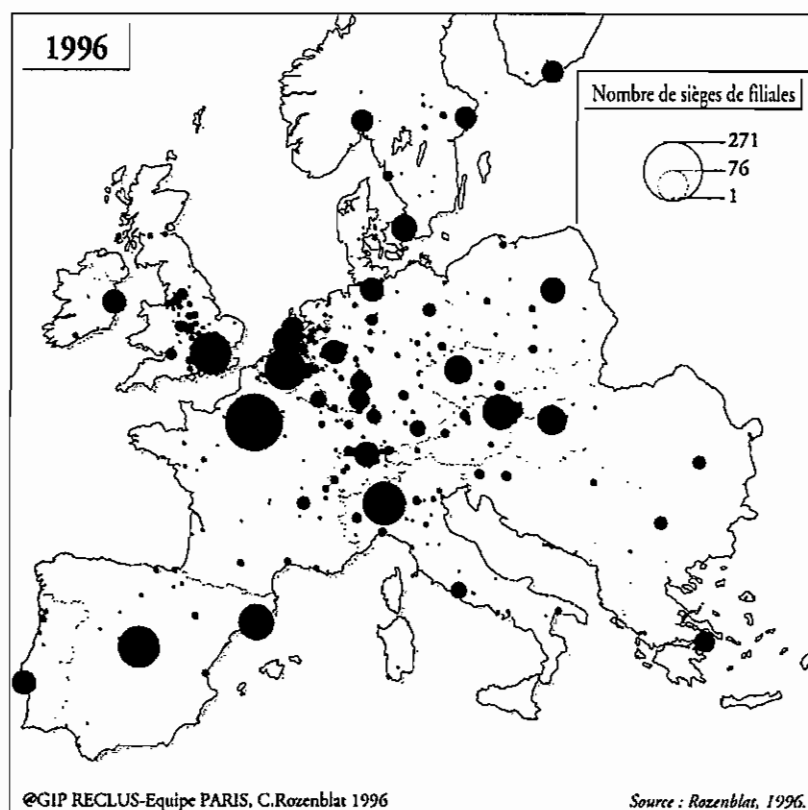 1996
Nombre de sièges de filiales
271
76
1
@GIP RECLUS-Equipe PARIS, C.Rozenblat 1996
Source : Rozenblat, 1996.